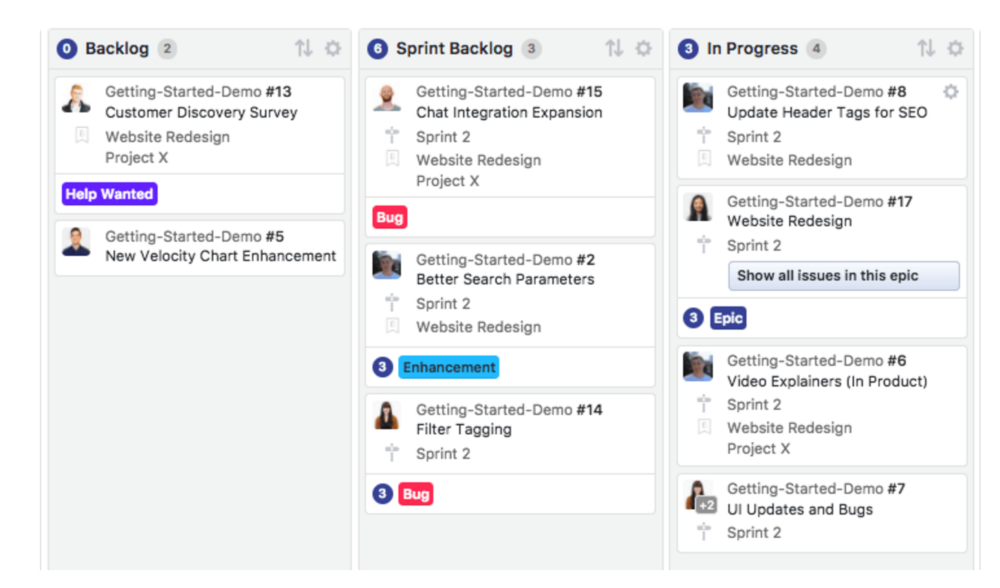 0 Backlog 2
Getting-Started-Demo #13
Customer Discovery Survey
E Website Redesign
Project X
Help Wanted
Getting-Started-Demo #5
New Velocity Chart Enhancement
6 Sprint Backlog 3
Getting-Started-Demo #15
Chat Integration Expansion
Sprint 2
E Website Redesign
Project X
Bug
Getting-Started-Demo #2
Better Search Parameters
Sprint 2
E Website Redesign
3 Enhancement
Getting-Started-Demo #14
Filter Tagging
Sprint 2
3 Bug
3 In Progress 4
Getting-Started-Demo #8
Update Header Tags for SEO
Sprint 2
E Website Redesign
Getting-Started-Demo #17
Website Redesign
Sprint 2
Show all issues in this epic
3 Epic
Getting-Started-Demo #6
Video Explainers (In Product)
Sprint 2
E Website Redesign
Project X
Getting-Started-Demo #7
+2 UI Updates and Bugs
Sprint 2